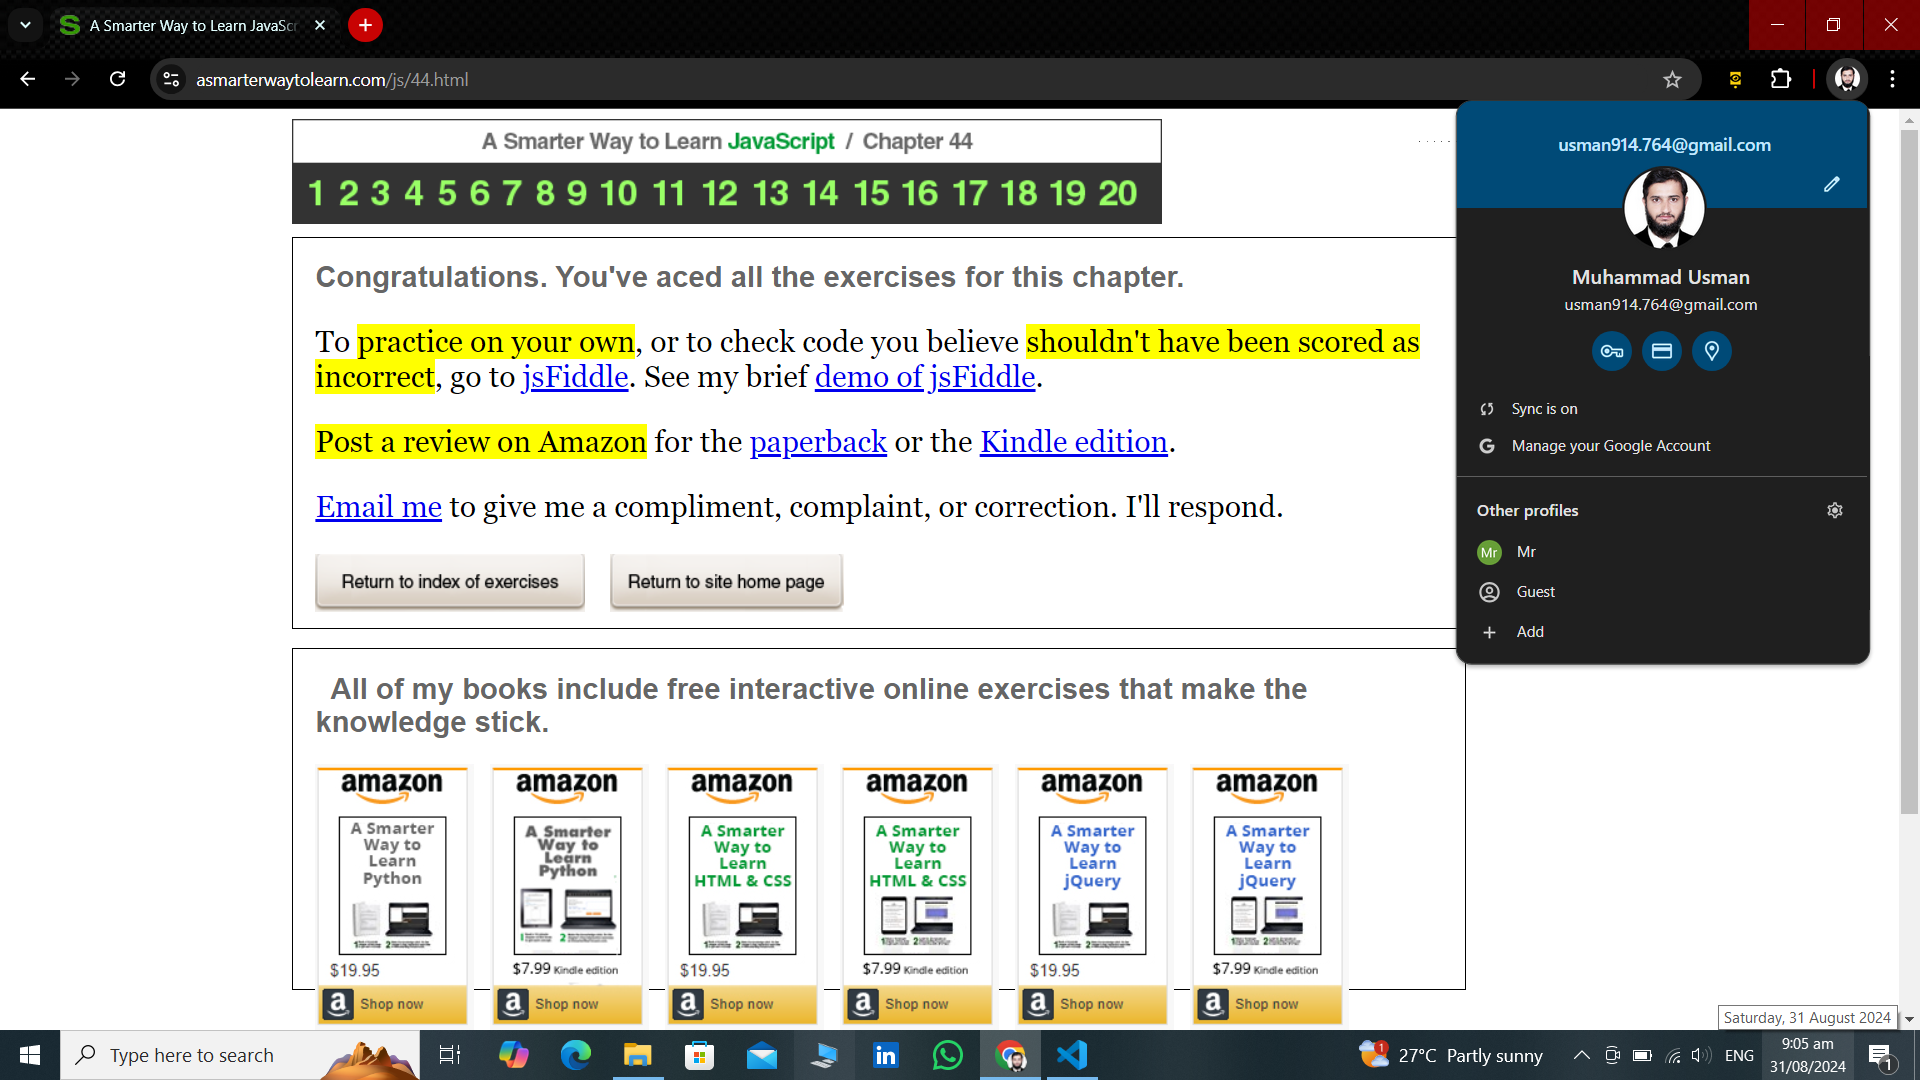 A Smarter Way to Learn JavaScr
asmarterwaytolearn.com/js/44.html
A Smarter Way to Learn JavaScript / Chapter 44
1 2 3 4 5 6 7 8 9 10 11 12 13 14 15 16 17 18 19 20
Congratulations. You've aced all the exercises for this chapter.
To practice on your own, or to check code you believe shouldn't have been scored as
incorrect, go to jsFiddle. See my brief demo of jsFiddle.
Post a review on Amazon for the paperback or the Kindle edition.
Email me to give me a compliment, complaint, or correction. I'll respond.
Return to index of exercises
Return to site home page
usman914.764@gmail.com
Muhammad Usman
usman914.764@gmail.com
Sync is on
Manage your Google Account
Other profiles
Mr Mr
Guest
Add
All of my books include free interactive online exercises that make the
knowledge stick.
amazon
A Smarter
Way to
Learn
Python
$19.95
Shop now
amazon
A Smarter
Way to
Learn
Python
$7.99 Kindle edition
Shop now
amazon
A Smarter
Way to
Learn
HTML & CSS
$19.95
Shop now
amazon
A Smarter
Way to
Learn
HTML & CSS
$7.99 Kindle edition
Shop now
amazon
A Smarter
Way to
Learn
jQuery
$19.95
Shop now
amazon
A Smarter
Way to
Learn
jQuery
$7.99 Kindle edition
Shop now
Saturday, 31 August 2024
Type here to search
1
27°C Partly sunny
ENG
9:05 am
31/08/2024
1